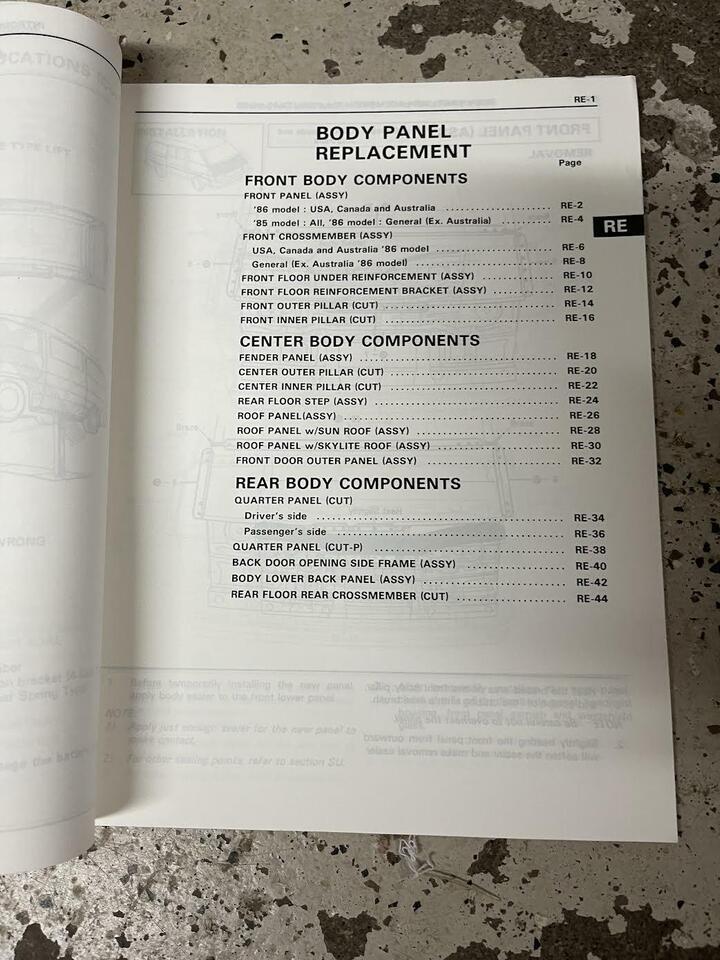 RE-1
BODY PANEL
REPLACEMENT
Page
FRONT BODY COMPONENTS
FRONT PANEL (ASSY)
'86 model : USA, Canada and Australia .................... RE-2
'85 model : All, '86 model : General (Ex. Australia) .......... RE-4
RE
FRONT CROSSMEMBER (ASSY)
USA, Canada and Australia '86 model ...................... RE-6
General (Ex. Australia '86 model) .......................... RE-8
FRONT FLOOR UNDER REINFORCEMENT (ASSY) ............... RE-10
FRONT FLOOR REINFORCEMENT BRACKET (ASSY) ............ RE-12
FRONT OUTER PILLAR (CUT) ................................ RE-14
FRONT INNER PILLAR (CUT) ................................ RE-16
CENTER BODY COMPONENTS
FENDER PANEL (ASSY) ..................................... RE-18
CENTER OUTER PILLAR (CUT) ............................... RE-20
CENTER INNER PILLAR (CUT) ............................... RE-22
REAR FLOOR STEP (ASSY) .................................. RE-24
ROOF PANEL(ASSY) ........................................ RE-26
ROOF PANEL w/SUN ROOF (ASSY) ........................... RE-28
ROOF PANEL w/SKYLITE ROOF (ASSY) ....................... RE-30
FRONT DOOR OUTER PANEL (ASSY) ......................... RE-32
REAR BODY COMPONENTS
QUARTER PANEL (CUT)
Driver's side ............................................. RE-34
Passenger's side ......................................... RE-36
QUARTER PANEL (CUT-P) .................................... RE-38
BACK DOOR OPENING SIDE FRAME (ASSY) ................... RE-40
BODY LOWER BACK PANEL (ASSY) ........................... RE-42
REAR FLOOR REAR CROSSMEMBER (CUT) .................... RE-44